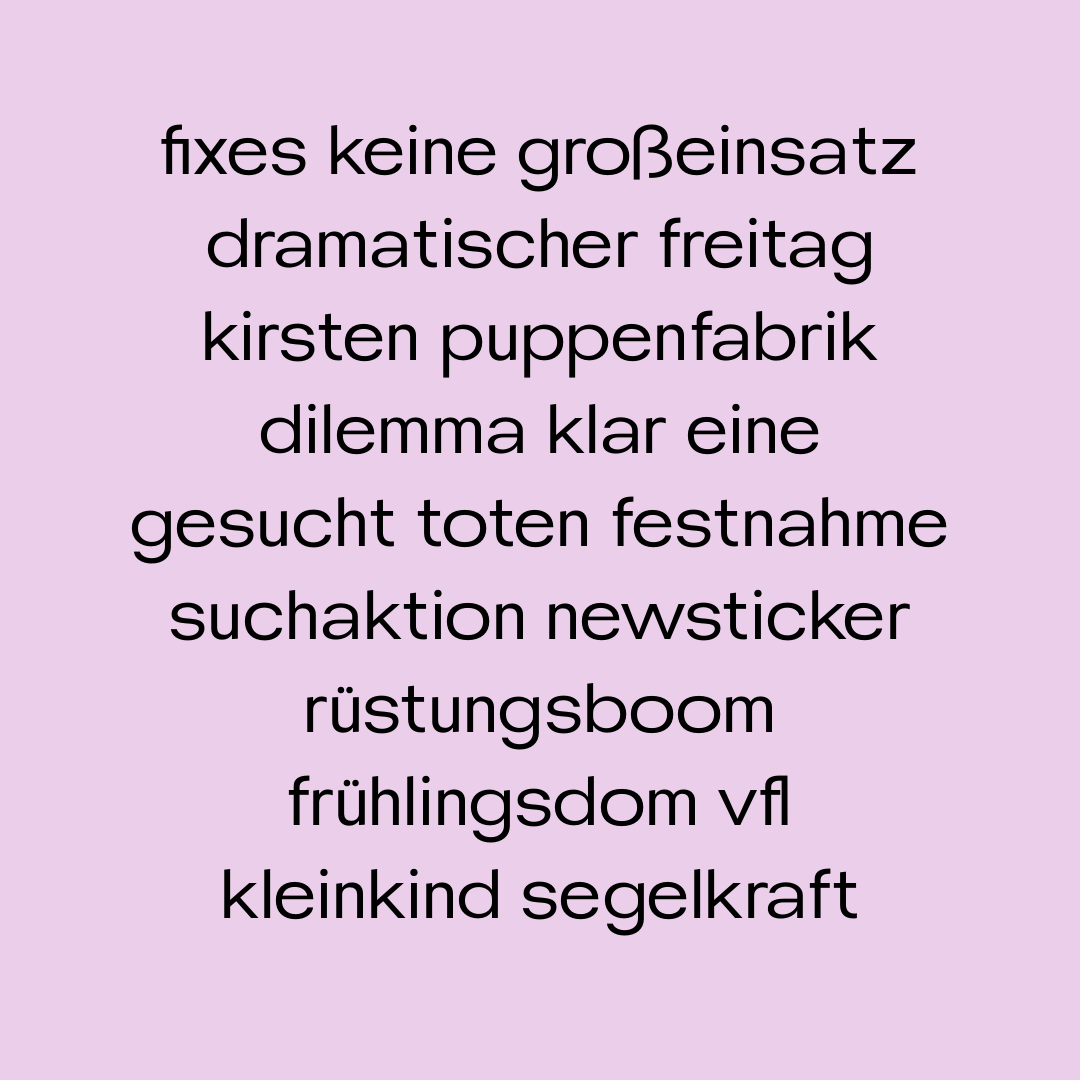 fixes keine großeinsatz
dramatischer freitag
kirsten puppenfabrik
dilemma klar eine
gesucht toten festnahme
suchaktion newsticker
rüstungsboom
frühlingsdom vfl
kleinkind segelkraft